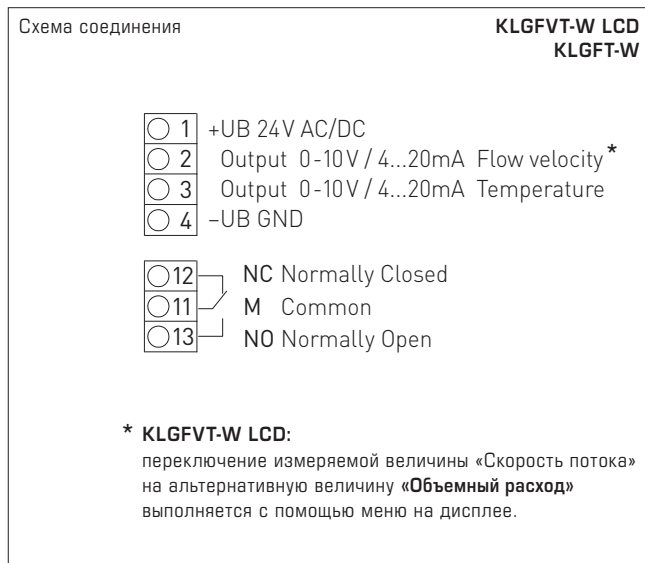 Схема соединения
KLGFVT-W LCD
KLGFT-W
1 +UB 24V AC/DC
2 Output 0-10V / 4...20mA Flow velocity*
3 Output 0-10V / 4...20mA Temperature
4 –UB GND
12 NC Normally Closed
11 M Common
13 NO Normally Open
* KLGFVT-W LCD:
переключение измеряемой величины «Скорость потока»
на альтернативную величину «Объемный расход»
выполняется с помощью меню на дисплее.